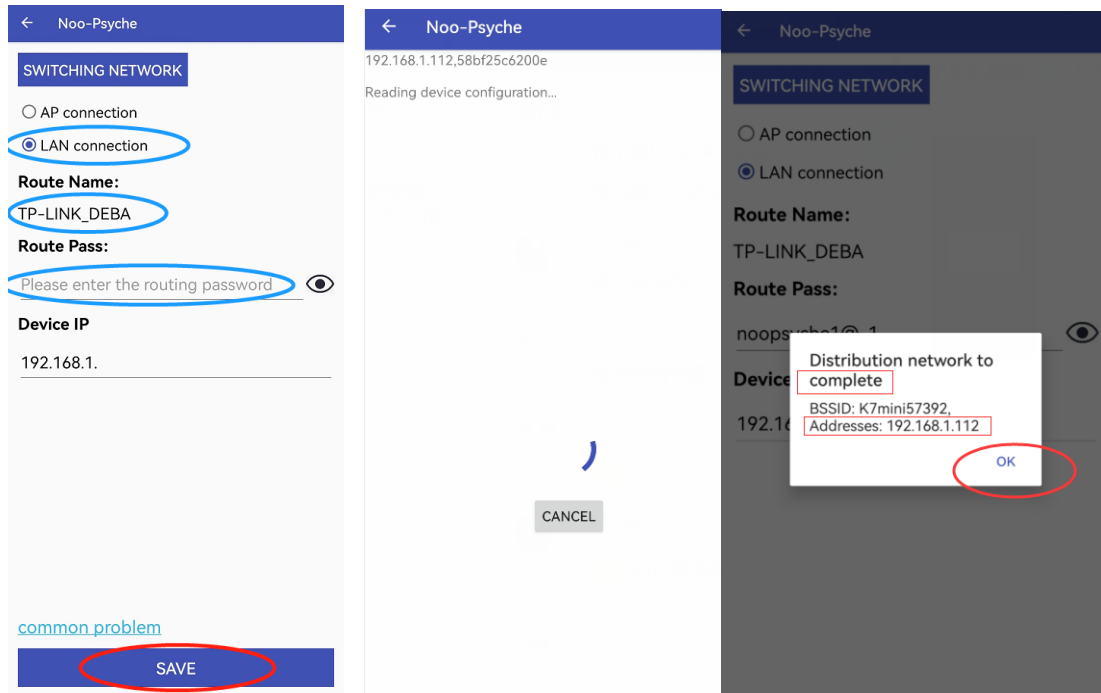 Noo-Psyche
SWITCHING NETWORK
AP connection
LAN connection
Route Name:
TP-LINK_DEBA
Route Pass:
Please enter the routing password
Device IP
192.168.1.
common problem
SAVE
Noo-Psyche
192.168.1.112,58bf25c6200e
Reading device configuration...
CANCEL
Noo-Psyche
SWITCHING NETWORK
AP connection
LAN connection
Route Name:
TP-LINK_DEBA
Route Pass:
Device
Distribution network to
complete
BSSID: K7mini57392,
Addresses: 192.168.1.112
OK